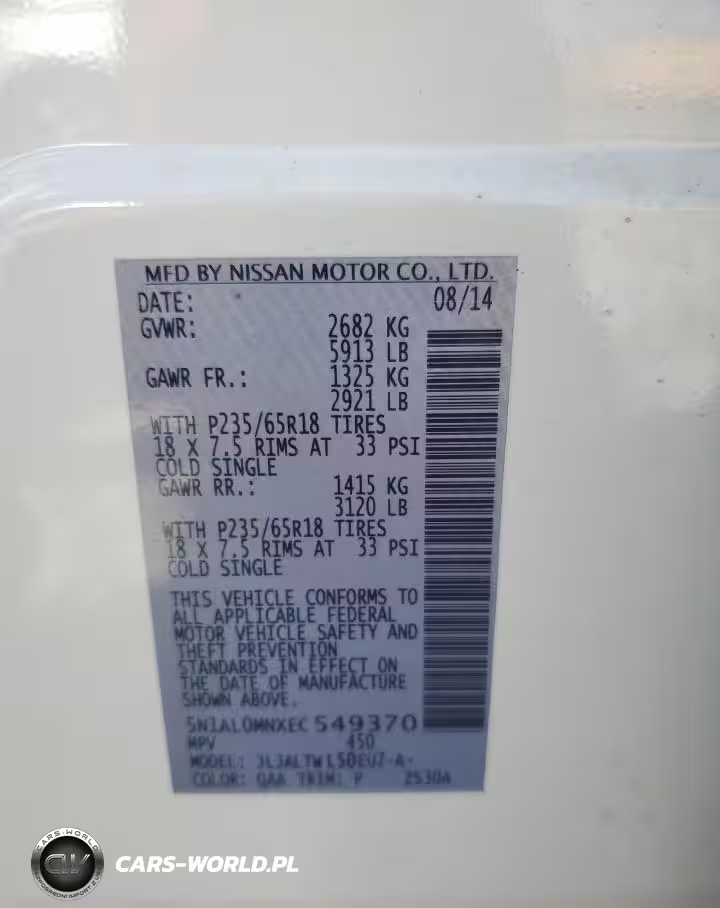 MFD BY NISSAN MOTOR CO., LTD.
DATE: 08/14
GVWR: 2682 KG
5913 LB
GAWR FR.: 1325 KG
2921 LB
WITH P235/65R18 TIRES
18 X 7.5 RIMS AT 33 PSI
COLD SINGLE
GAWR RR.: 1415 KG
3120 LB
WITH P235/65R18 TIRES
18 X 7.5 RIMS AT 33 PSI
COLD SINGLE
THIS VEHICLE CONFORMS TO
ALL APPLICABLE FEDERAL
MOTOR VEHICLE SAFETY AND
THEFT PREVENTION
STANDARDS IN EFFECT ON
THE DATE OF MANUFACTURE
SHOWN ABOVE.
5N1AL0MNXEC549370
MPV 450
MODEL:
COLOR: QAA TRIM: P
CARS-WORLD
CW
CARS-WORLD.PL